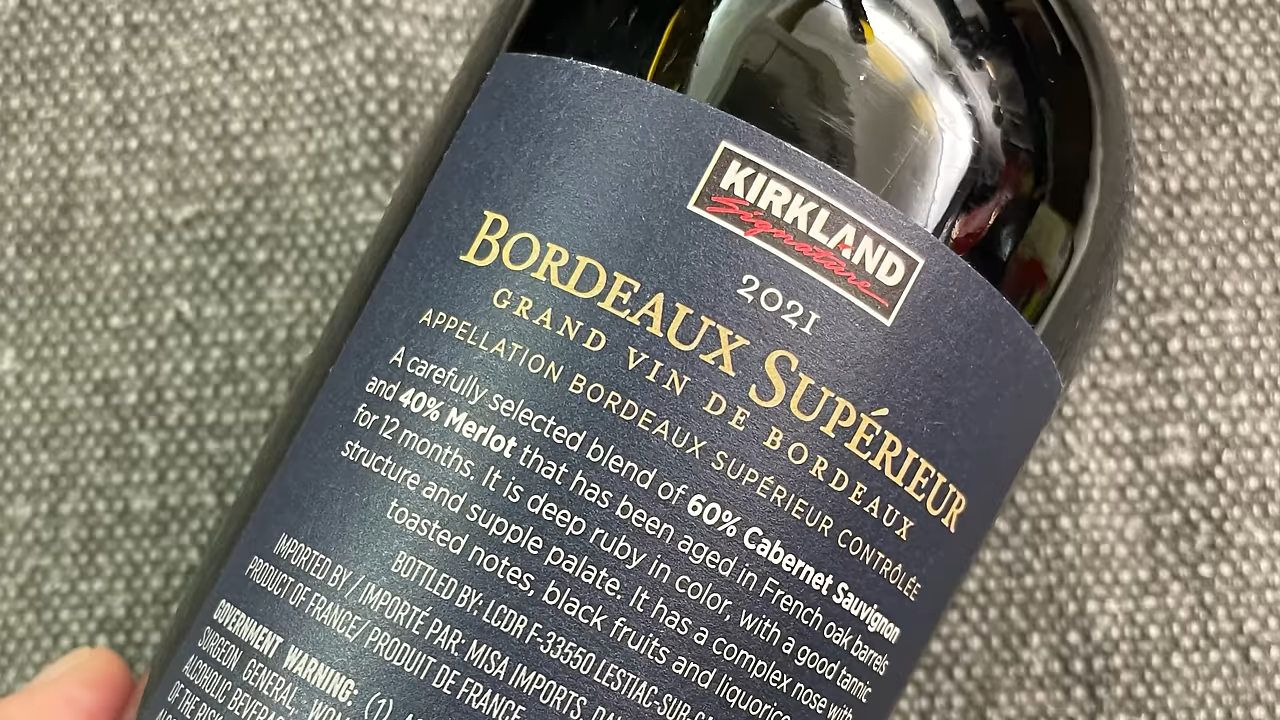 KIRKLAND
Signature
2021
BORDEAUX SUPÉRIEUR
GRAND VIN DE BORDEAUX
APPELLATION BORDEAUX SUPÉRIEUR CONTRÔLÉE
A carefully selected blend of 60% Cabernet Sauvignon
and 40% Merlot that has been aged in French oak barrels
for 12 months. It is deep ruby in color, with a good tannic
structure and supple palate. It has a complex nose with
toasted notes, black fruits and liquorice
BOTTLED BY: LCDR F-33550 LESTIAC-SUR-
IMPORTED BY / IMPORTÉ PAR: MISA IMPORTS,
PRODUCT OF FRANCE/ PRODUIT DE FRANCE
GOVERNMENT WARNING: (1)
SURGEON GENERAL,
ALCOHOLIC
OF THE